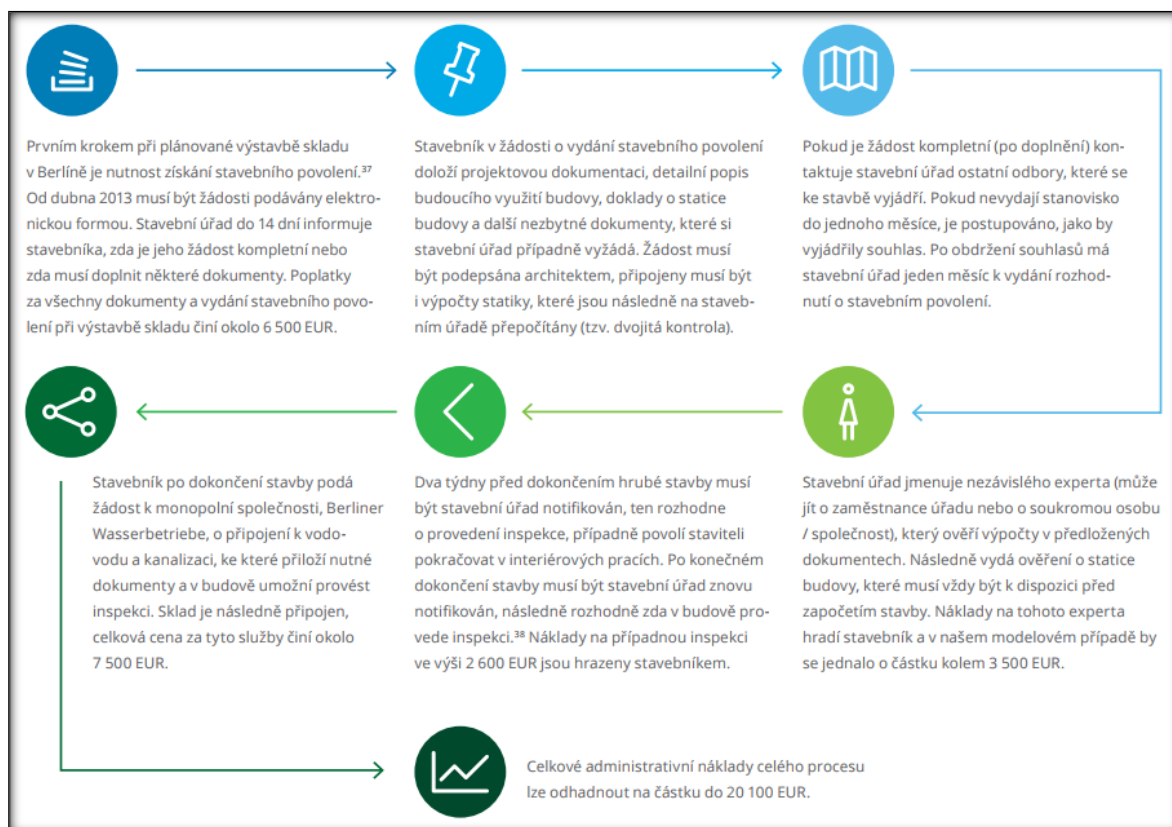 Prvním krokem při plánované výstavbě skladu
v Berlíně je nutnost získání stavebního povolení.³⁷
Od dubna 2013 musí být žádosti podávány elektro-
nickou formou. Stavební úřad do 14 dní informuje
stavebníka, zda je jeho žádost kompletní nebo
zda musí doplnit některé dokumenty. Poplatky
za všechny dokumenty a vydání stavebního povo-
lení při výstavbě skladu činí okolo 6 500 EUR.
Stavebník v žádosti o vydání stavebního povolení
doloží projektovou dokumentaci, detailní popis
budoucího využití budovy, doklady o statice
budovy a další nezbytné dokumenty, které si
stavební úřad případně vyžádá. Žádost musí
být podepsána architektem, připojeny musí být
i výpočty statiky, které jsou následně na staveb-
ním úřadě přepočítány (tzv. dvojitá kontrola).
Pokud je žádost kompletní (po doplnění) kon-
taktuje stavební úřad ostatní odbory, které se
ke stavbě vyjádří. Pokud nevydají stanovisko
do jednoho měsíce, je postupováno, jako by
vyjádřily souhlas. Po obdržení souhlasů má
stavební úřad jeden měsíc k vydání rozhod-
nutí o stavebním povolení.
Stavební úřad jmenuje nezávislého experta (může
jít o zaměstnance úřadu nebo o soukromou osobu
/ společnost), který ověří výpočty v předložených
dokumentech. Následně vydá ověření o statice
budovy, které musí vždy být k dispozici před
započetím stavby. Náklady na tohoto experta
hradí stavebník a v našem modelovém případě by
se jednalo o částku kolem 3 500 EUR.
Dva týdny před dokončením hrubé stavby musí
být stavební úřad notifikován, ten rozhodne
o provedení inspekce, případně povolí staviteli
pokračovat v interiérových pracích. Po konečném
dokončení stavby musí být stavební úřad znovu
notifikován, následně rozhodně zda v budově pro-
vede inspekci.³⁸ Náklady na případnou inspekci
ve výši 2 600 EUR jsou hrazeny stavebníkem.
Stavebník po dokončení stavby podá
žádost k monopolní společnosti, Berliner
Wasserbetriebe, o připojení k vodo-
vodu a kanalizaci, ke které přiloží nutné
dokumenty a v budově umožní provést
inspekci. Sklad je následně připojen,
celková cena za tyto služby činí okolo
7 500 EUR.
Celkové administrativní náklady celého procesu
lze odhadnout na částku do 20 100 EUR.